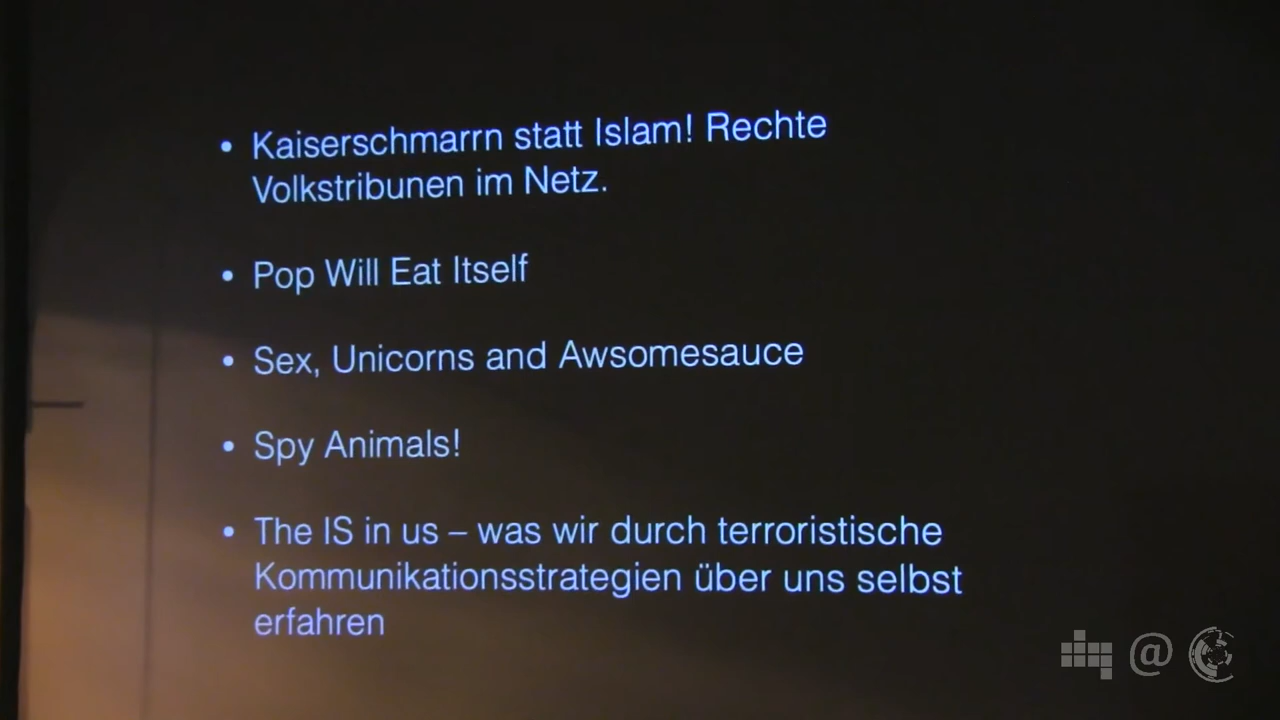 • Kaiserschmarrn statt Islam! Rechte
Volkstribunen im Netz.
• Pop Will Eat Itself
• Sex, Unicorns and Awsomesauce
• Spy Animals!
• The IS in us – was wir durch terroristische
Kommunikationsstrategien über uns selbst
erfahren
@